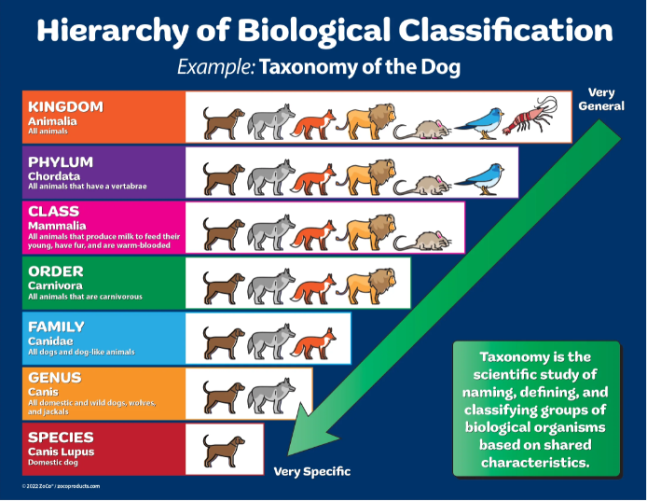 Hierarchy of Biological Classification
Example: Taxonomy of the Dog
Very
General
KINGDOM
Animalia
All animals
PHYLUM
Chordata
All animals that have a vertabrae
CLASS
Mammalia
All animals that produce milk to feed their
young, have fur, and are warm-blooded
ORDER
Carnivora
All animals that are carnivorous
FAMILY
Canidae
All dogs and dog-like animals
GENUS
Canis
All domestic and wild dogs, wolves,
and jackals
SPECIES
Canis Lupus
Domestic dog
Very Specific
Taxonomy is the
scientific study of
naming, defining, and
classifying groups of
biological organisms
based on shared
characteristics.
© 2022 ZoCo® / zocoproducts.com